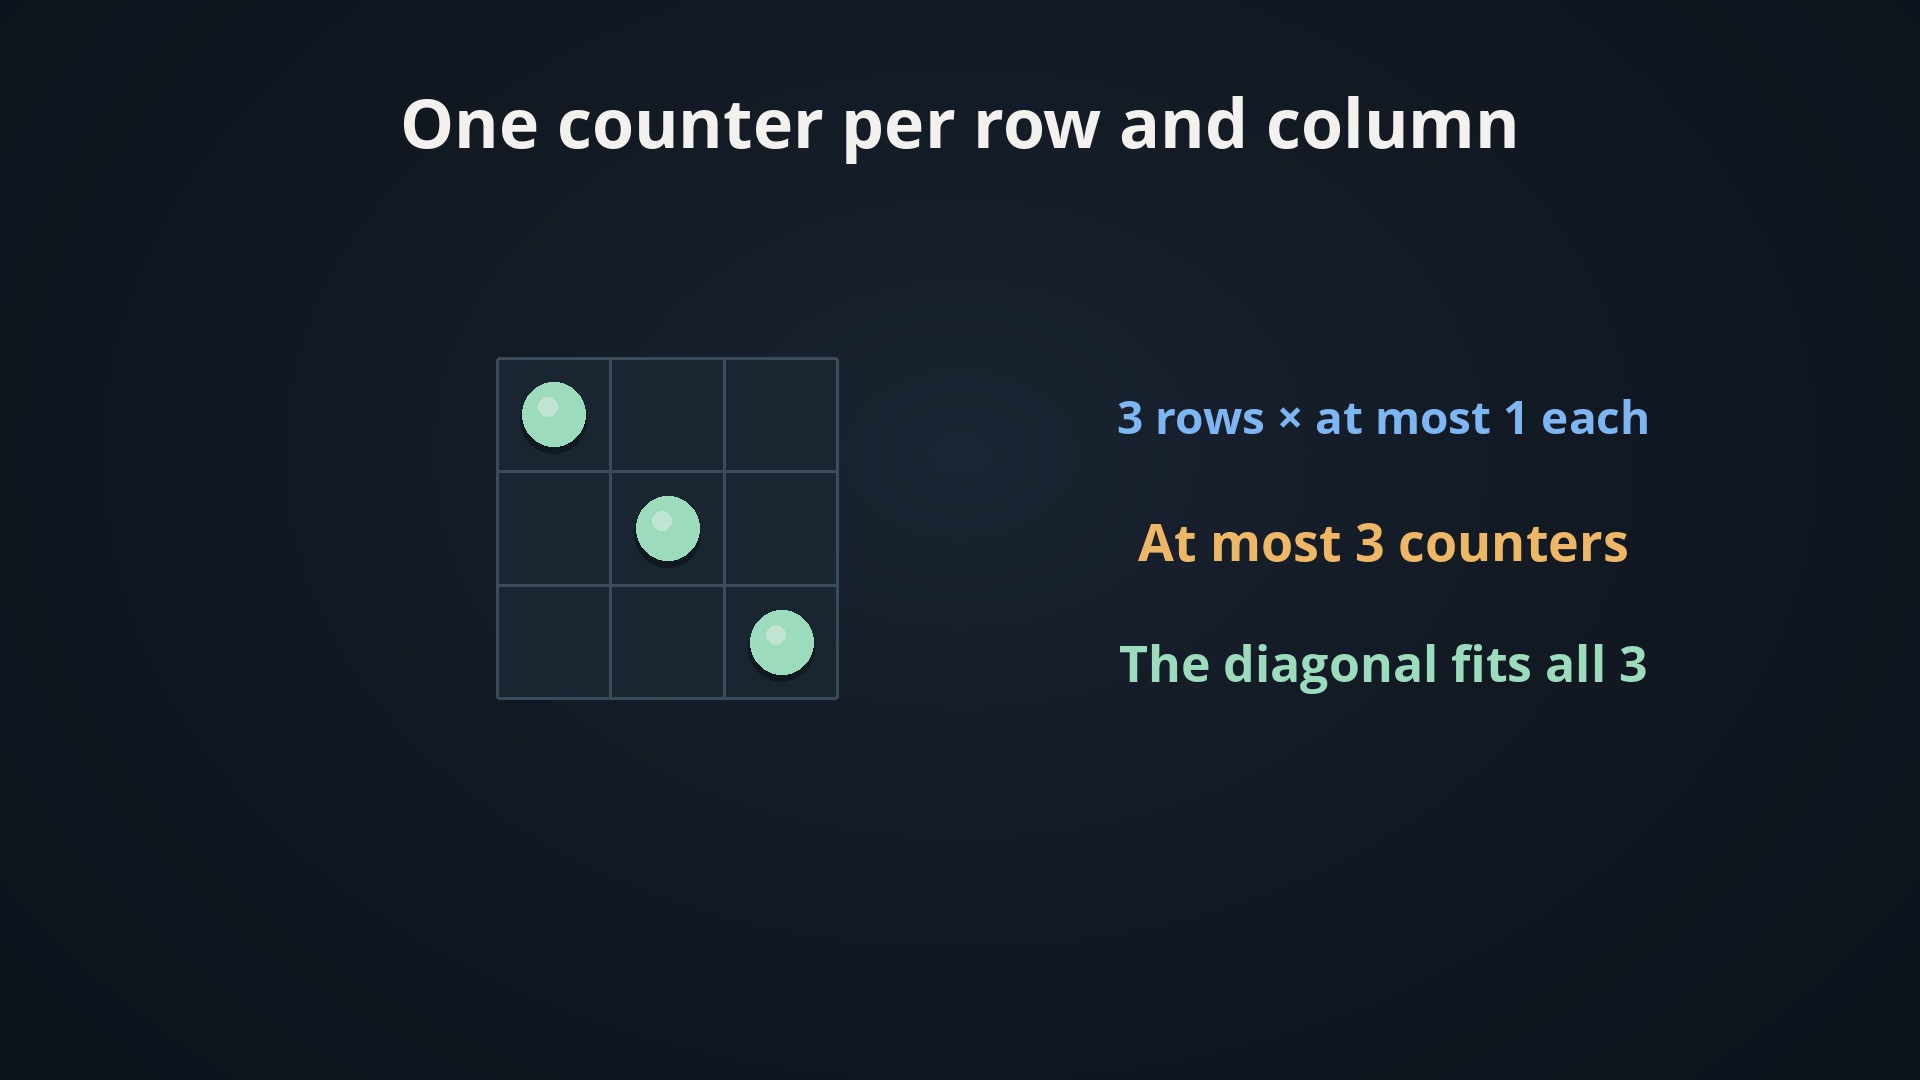 One counter per row and column
3 rows × at most 1 each
At most 3 counters
The diagonal fits all 3